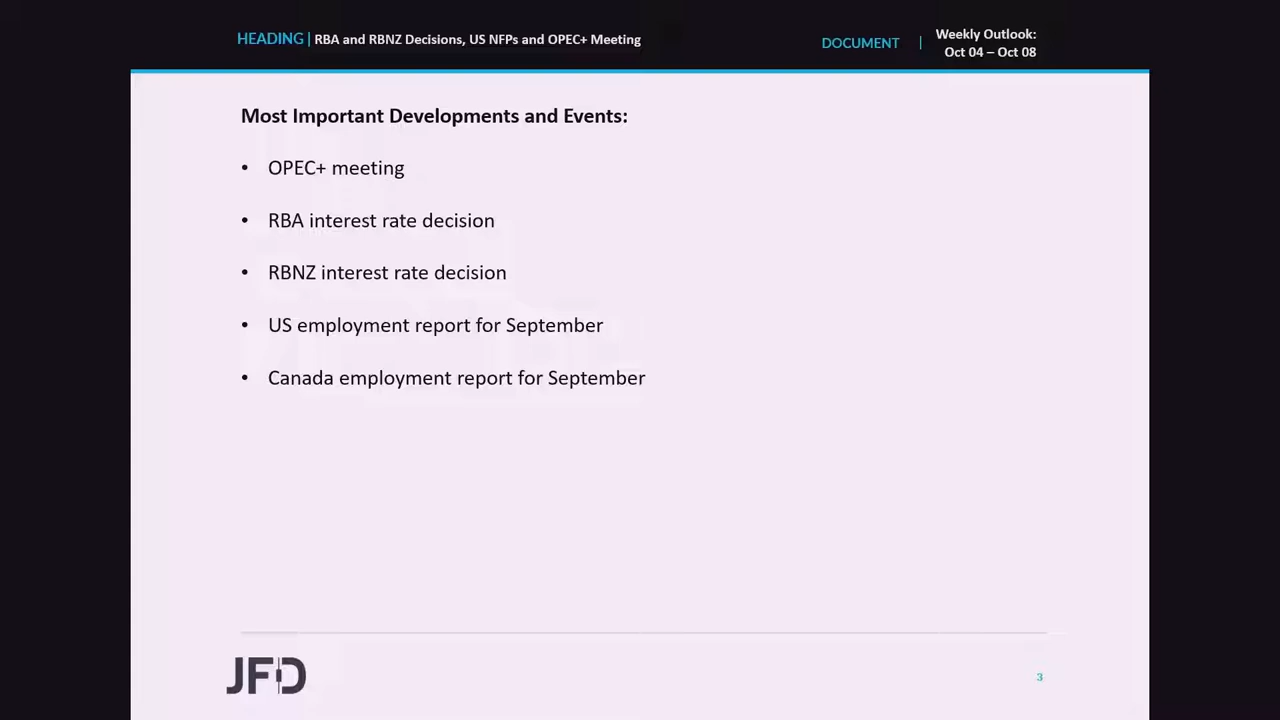 HEADING | RBA and RBNZ Decisions, US NFPs and OPEC+ Meeting
DOCUMENT | Weekly Outlook:
Oct 04 – Oct 08
Most Important Developments and Events:
• OPEC+ meeting
• RBA interest rate decision
• RBNZ interest rate decision
• US employment report for September
• Canada employment report for September
JFD
3